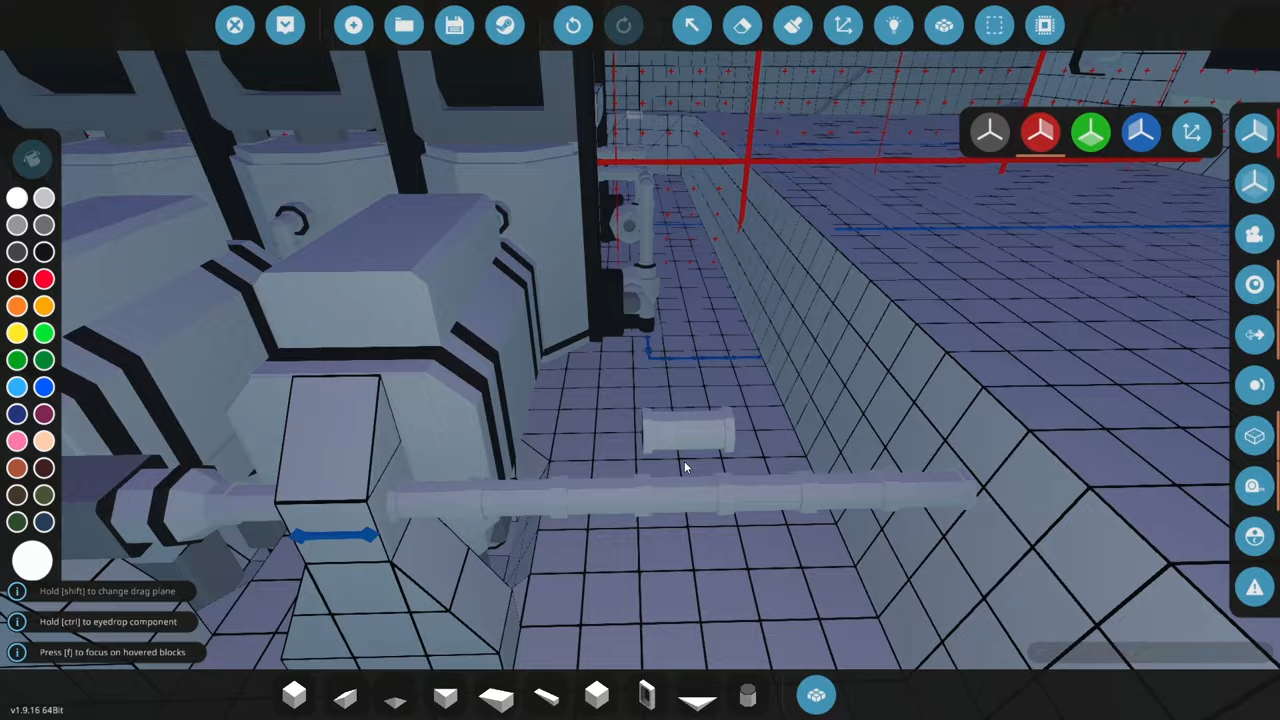 Hold [shift] to change drag plane
Hold [ctrl] to eyedrop component
Press [f] to focus on hovered blocks
v1.9.16 64Bit